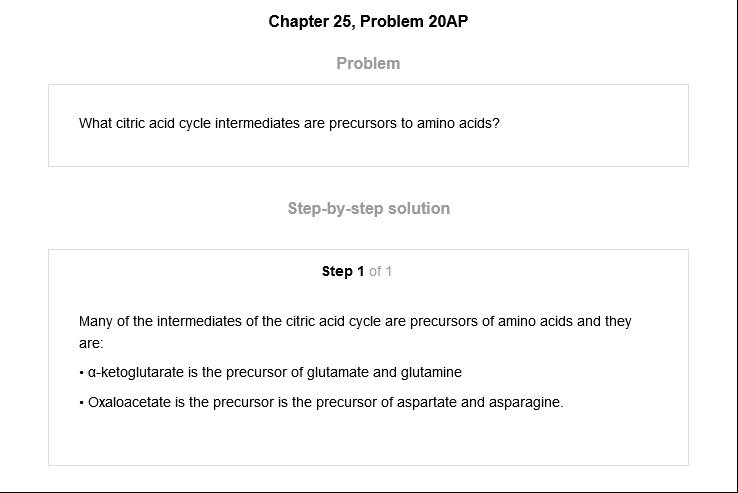 Chapter 25, Problem 20AP
Problem
What citric acid cycle intermediates are precursors to amino acids?
Step-by-step solution
Step 1 of 1
Many of the intermediates of the citric acid cycle are precursors of amino acids and they
are:
• α-ketoglutarate is the precursor of glutamate and glutamine
• Oxaloacetate is the precursor is the precursor of aspartate and asparagine.